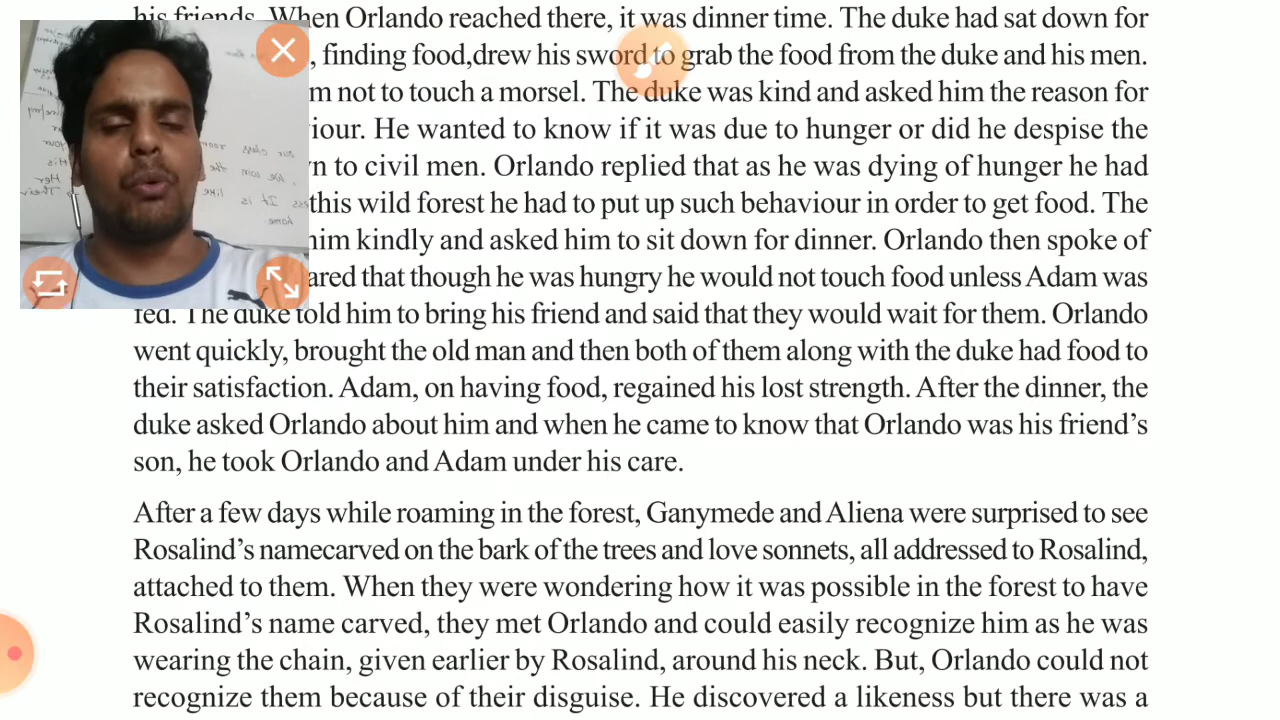 his friends. When Orlando reached there, it was dinner time. The duke had sat down for
, finding food,drew his sword to grab the food from the duke and his men.
m not to touch a morsel. The duke was kind and asked him the reason for
iour. He wanted to know if it was due to hunger or did he despise the
n to civil men. Orlando replied that as he was dying of hunger he had
this wild forest he had to put up such behaviour in order to get food. The
him kindly and asked him to sit down for dinner. Orlando then spoke of
ared that though he was hungry he would not touch food unless Adam was
fed. The duke told him to bring his friend and said that they would wait for them. Orlando
went quickly, brought the old man and then both of them along with the duke had food to
their satisfaction. Adam, on having food, regained his lost strength. After the dinner, the
duke asked Orlando about him and when he came to know that Orlando was his friend's
son, he took Orlando and Adam under his care.
After a few days while roaming in the forest, Ganymede and Aliena were surprised to see
Rosalind's namecarved on the bark of the trees and love sonnets, all addressed to Rosalind,
attached to them. When they were wondering how it was possible in the forest to have
Rosalind's name carved, they met Orlando and could easily recognize him as he was
wearing the chain, given earlier by Rosalind, around his neck. But, Orlando could not
recognize them because of their disguise. He discovered a likeness but there was a
our class room
. He won the
It is like
home
your
His
Her
Their